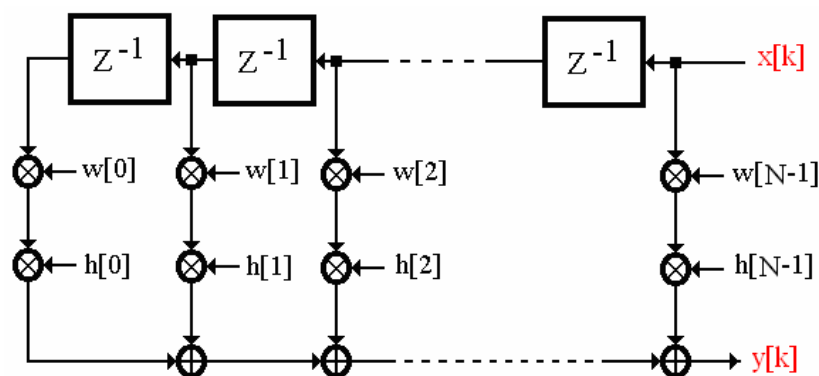 Z⁻¹ Z⁻¹ Z⁻¹ x[k]
w[0] w[1] w[2] w[N-1]
h[0] h[1] h[2] h[N-1]
y[k]